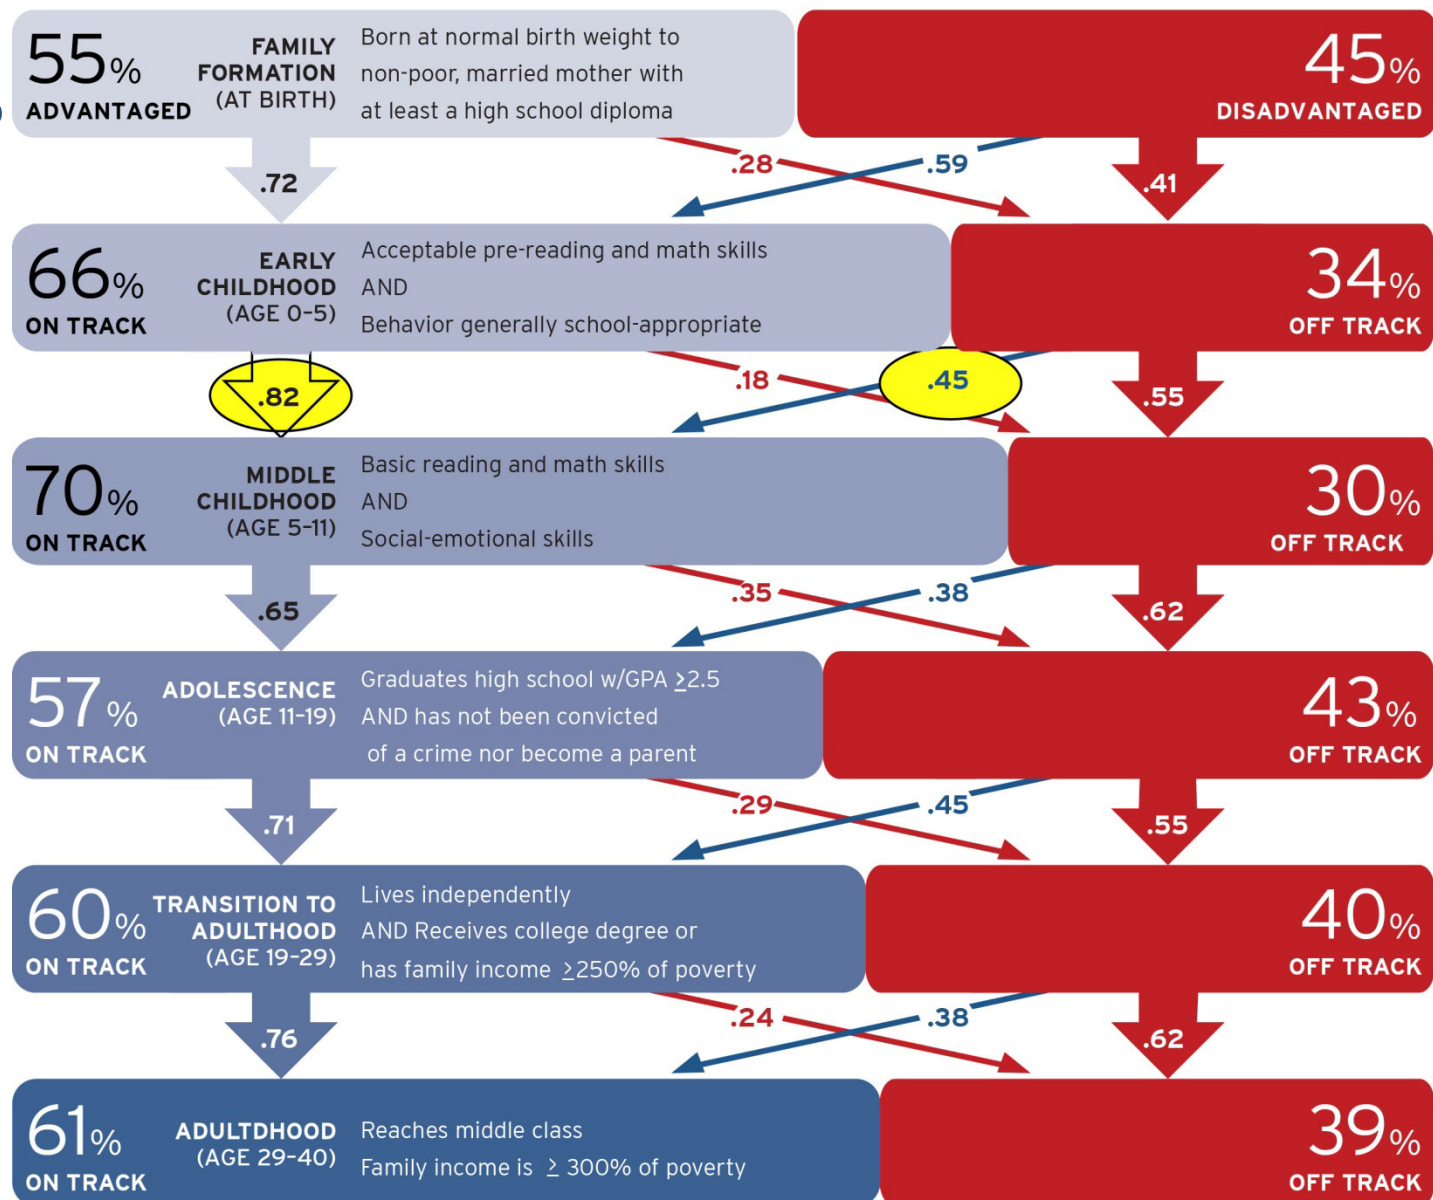 55%
ADVANTAGED
FAMILY
FORMATION
(AT BIRTH)
Born at normal birth weight to
non-poor, married mother with
at least a high school diploma
45%
DISADVANTAGED
.72
.28
.59
.41
66%
ON TRACK
EARLY
CHILDHOOD
(AGE 0–5)
Acceptable pre-reading and math skills
AND
Behavior generally school-appropriate
34%
OFF TRACK
.82
.18
.45
.55
70%
ON TRACK
MIDDLE
CHILDHOOD
(AGE 5–11)
Basic reading and math skills
AND
Social-emotional skills
30%
OFF TRACK
.65
.35
.38
.62
57%
ON TRACK
ADOLESCENCE
(AGE 11–19)
Graduates high school w/GPA ≥2.5
AND has not been convicted
of a crime nor become a parent
43%
OFF TRACK
.71
.29
.45
.55
60%
ON TRACK
TRANSITION TO
ADULTHOOD
(AGE 19–29)
Lives independently
AND Receives college degree or
has family income ≥250% of poverty
40%
OFF TRACK
.76
.24
.38
.62
61%
ON TRACK
ADULTDHOOD
(AGE 29–40)
Reaches middle class
Family income is ≥ 300% of poverty
39%
OFF TRACK